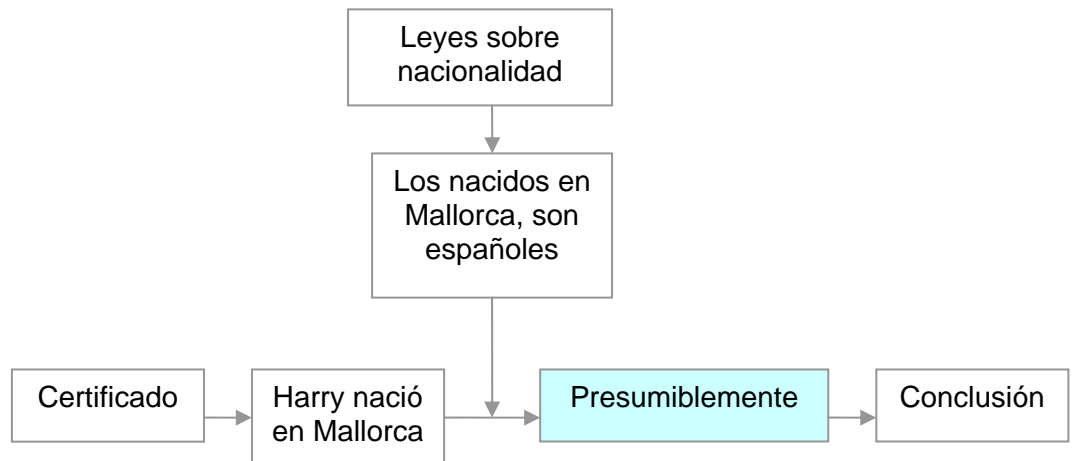 Leyes sobre
nacionalidad
Los nacidos en
Mallorca, son
españoles
Certificado
Harry nació
en Mallorca
Presumiblemente
Conclusión